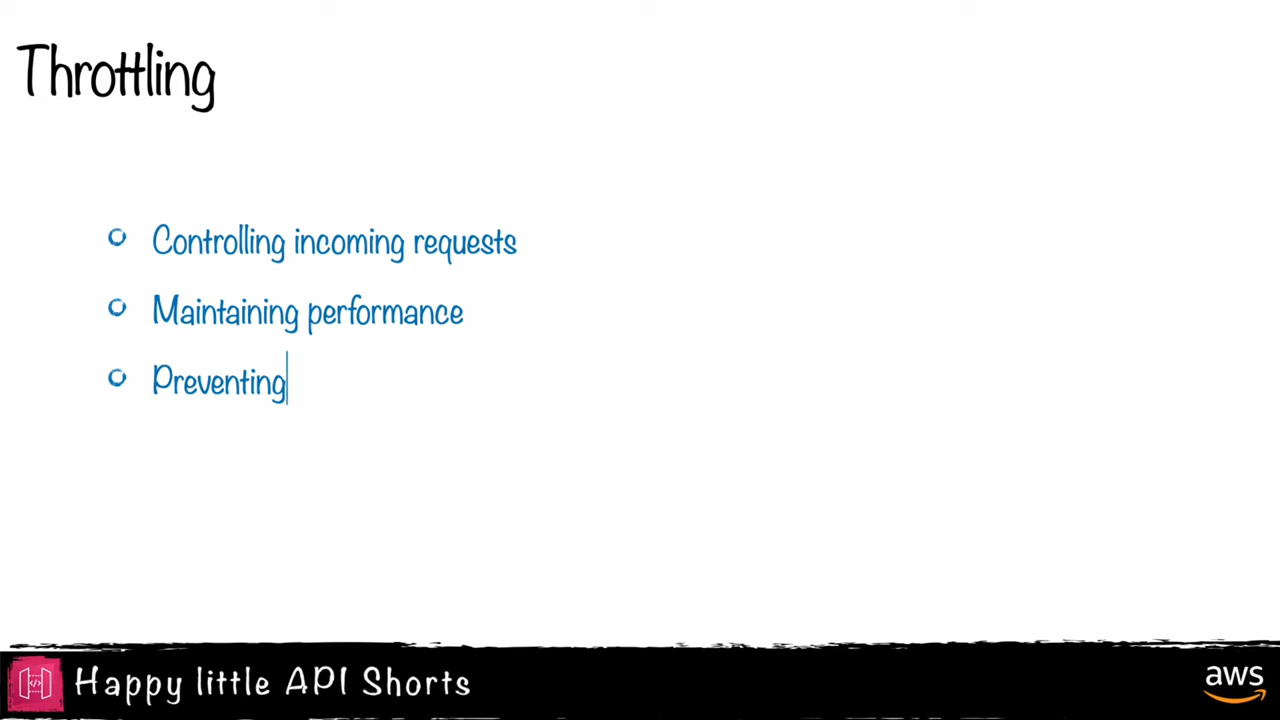 Throttling
Controlling incoming requests
Maintaining performance
Preventing
Happy little API Shorts
aws